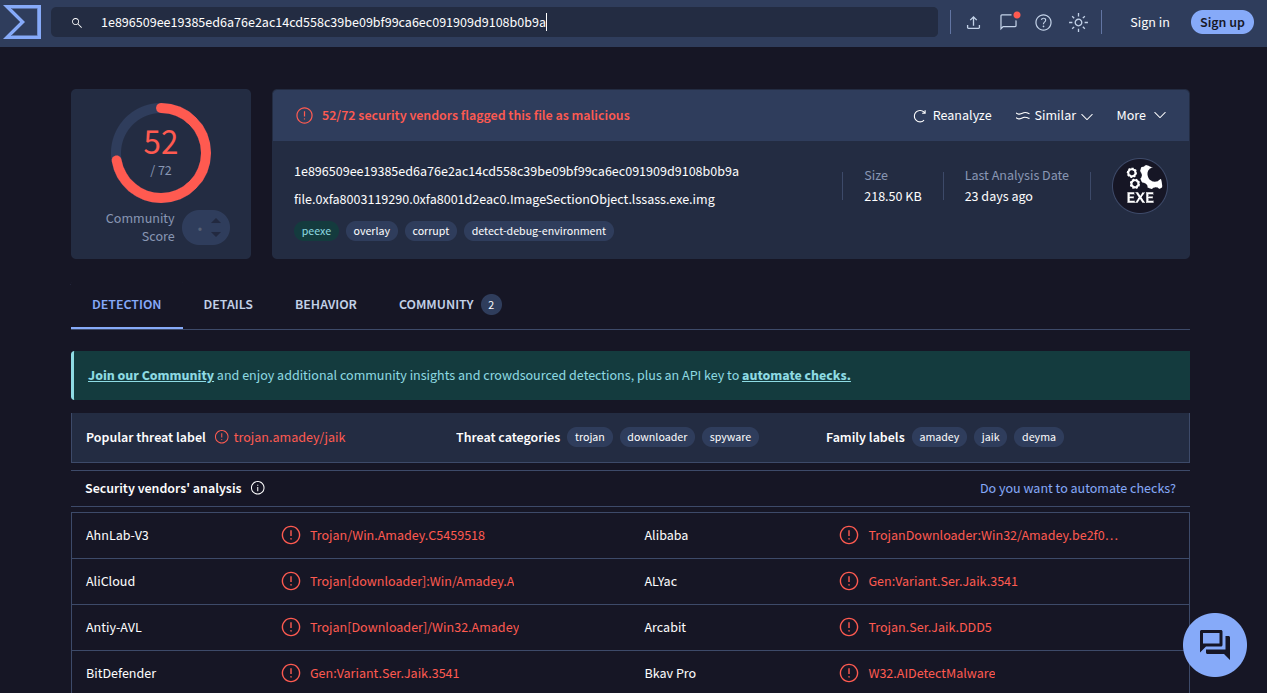 1e896509ee19385ed6a76e2ac14cd558c39be09bf99ca6ec091909d9108b0b9a
Sign in
Sign up
52
/ 72
Community
Score
52/72 security vendors flagged this file as malicious
Reanalyze
Similar
More
1e896509ee19385ed6a76e2ac14cd558c39be09bf99ca6ec091909d9108b0b9a
file.0xfa8003119290.0xfa8001d2eac0.ImageSectionObject.lssass.exe.img
peexe
overlay
corrupt
detect-debug-environment
Size
218.50 KB
Last Analysis Date
23 days ago
EXE
DETECTION
DETAILS
BEHAVIOR
COMMUNITY 2
Join our Community and enjoy additional community insights and crowdsourced detections, plus an API key to automate checks.
Popular threat label trojan.amadey/jaik
Threat categories trojan downloader spyware
Family labels amadey jaik deyma
Security vendors' analysis
Do you want to automate checks?
AhnLab-V3 Trojan/Win.Amadey.C5459518
Alibaba TrojanDownloader:Win32/Amadey.be2f0...
AliCloud Trojan[downloader]:Win/Amadey.A
ALYac Gen:Variant.Ser.Jaik.3541
Antiy-AVL Trojan[Downloader]/Win32.Amadey
Arcabit Trojan.Ser.Jaik.DDD5
BitDefender Gen:Variant.Ser.Jaik.3541
Bkav Pro W32.AIDetectMalware